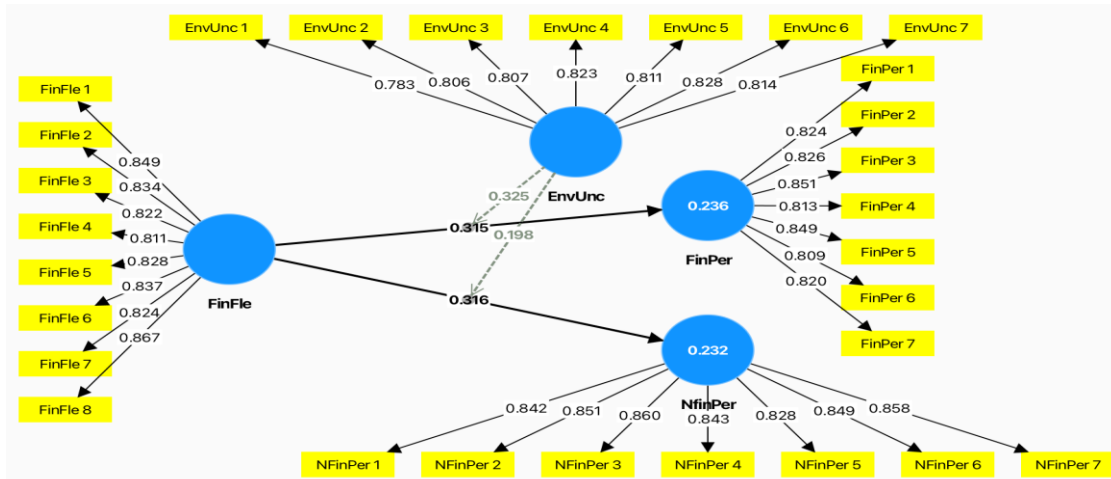 EnvUnc 1
EnvUnc 2
EnvUnc 3
EnvUnc 4
EnvUnc 5
EnvUnc 6
EnvUnc 7
0.783
0.806
0.807
0.823
0.811
0.828
0.814
EnvUnc
FinFle 1
FinFle 2
FinFle 3
FinFle 4
FinFle 5
FinFle 6
FinFle 7
FinFle 8
0.849
0.834
0.822
0.811
0.828
0.837
0.824
0.867
FinFle
0.325
0.315
0.198
0.316
0.236
FinPer
0.824
0.826
0.851
0.813
0.849
0.809
0.820
FinPer 1
FinPer 2
FinPer 3
FinPer 4
FinPer 5
FinPer 6
FinPer 7
0.232
NfinPer
0.842
0.851
0.860
0.843
0.828
0.849
0.858
NFinPer 1
NFinPer 2
NFinPer 3
NFinPer 4
NFinPer 5
NFinPer 6
NFinPer 7